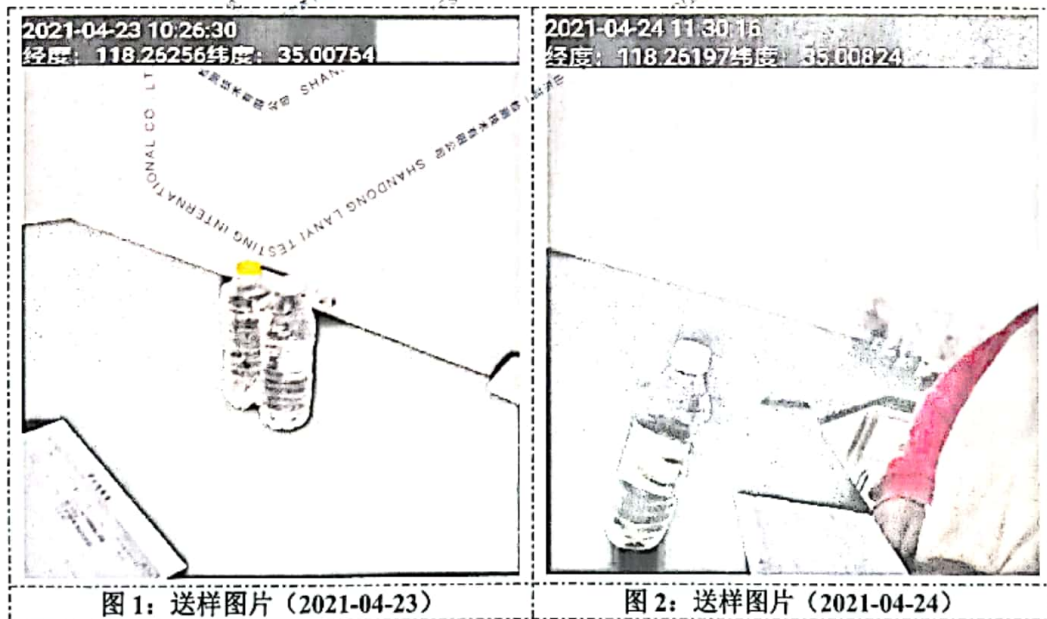 2021-04-23 10:26:30
经度：118.26256纬度：35.00764
SHAN
NATIONAL CO LT
TESTING INTER
SHANDONG LANYI
图 1：送样图片（2021-04-23）
2021-04-24 11:30:16
经度：118.26197纬度：35.00824
图 2：送样图片（2021-04-24）